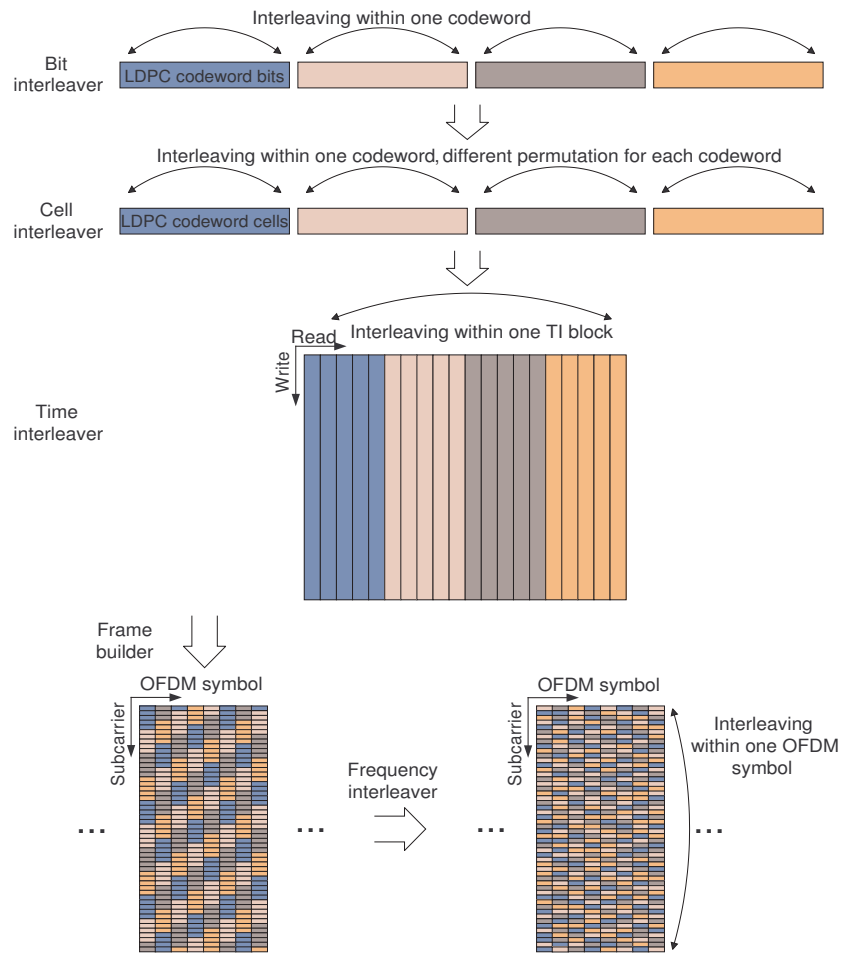 Interleaving within one codeword
Bit
interleaver
LDPC codeword bits
Interleaving within one codeword, different permutation for each codeword
Cell
interleaver
LDPC codeword cells
Interleaving within one TI block
Read
Write
Time
interleaver
Frame
builder
OFDM symbol
Subcarrier
...
...
Frequency
interleaver
OFDM symbol
Subcarrier
Interleaving
within one OFDM
symbol
...
...